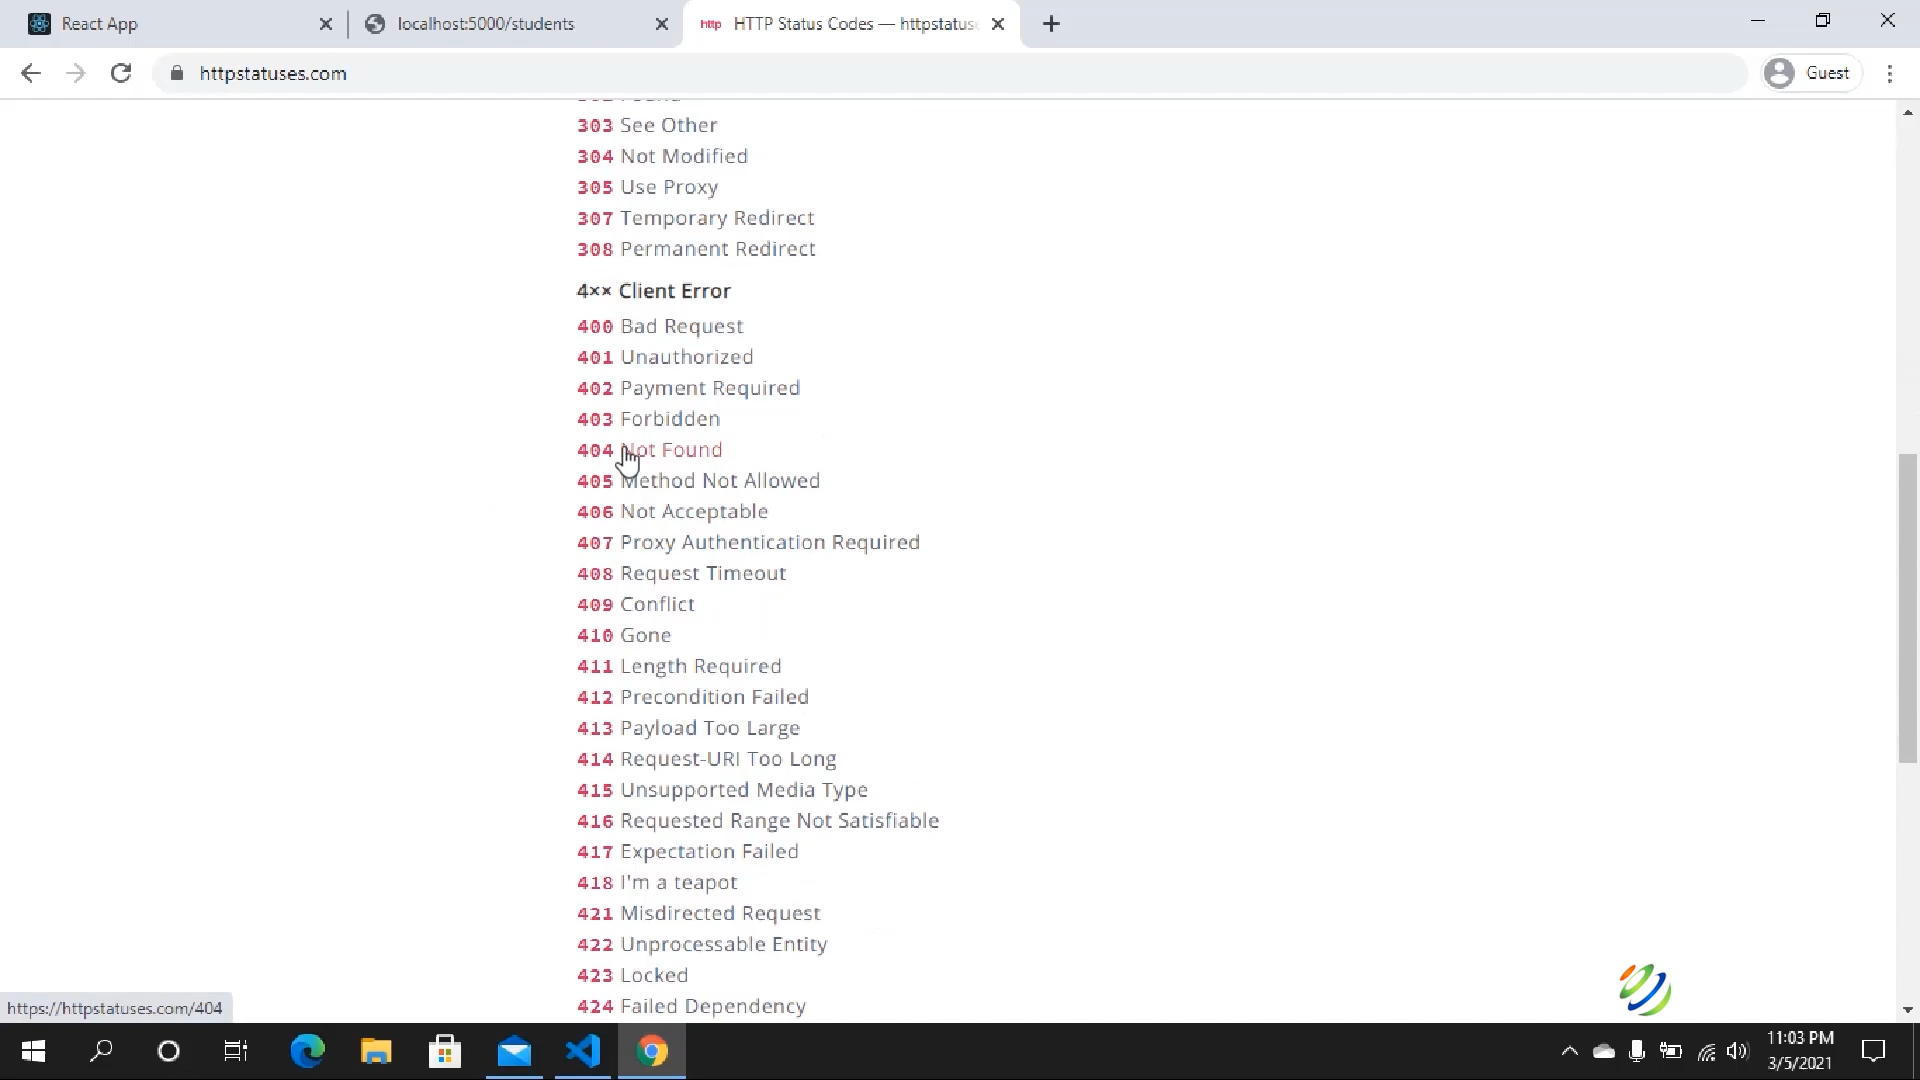 React App
localhost:5000/students
http HTTP Status Codes — httpstatus
httpstatuses.com
Guest
303 See Other
304 Not Modified
305 Use Proxy
307 Temporary Redirect
308 Permanent Redirect
4×× Client Error
400 Bad Request
401 Unauthorized
402 Payment Required
403 Forbidden
404 Not Found
405 Method Not Allowed
406 Not Acceptable
407 Proxy Authentication Required
408 Request Timeout
409 Conflict
410 Gone
411 Length Required
412 Precondition Failed
413 Payload Too Large
414 Request-URI Too Long
415 Unsupported Media Type
416 Requested Range Not Satisfiable
417 Expectation Failed
418 I'm a teapot
421 Misdirected Request
422 Unprocessable Entity
423 Locked
424 Failed Dependency
https://httpstatuses.com/404
11:03 PM
3/5/2021